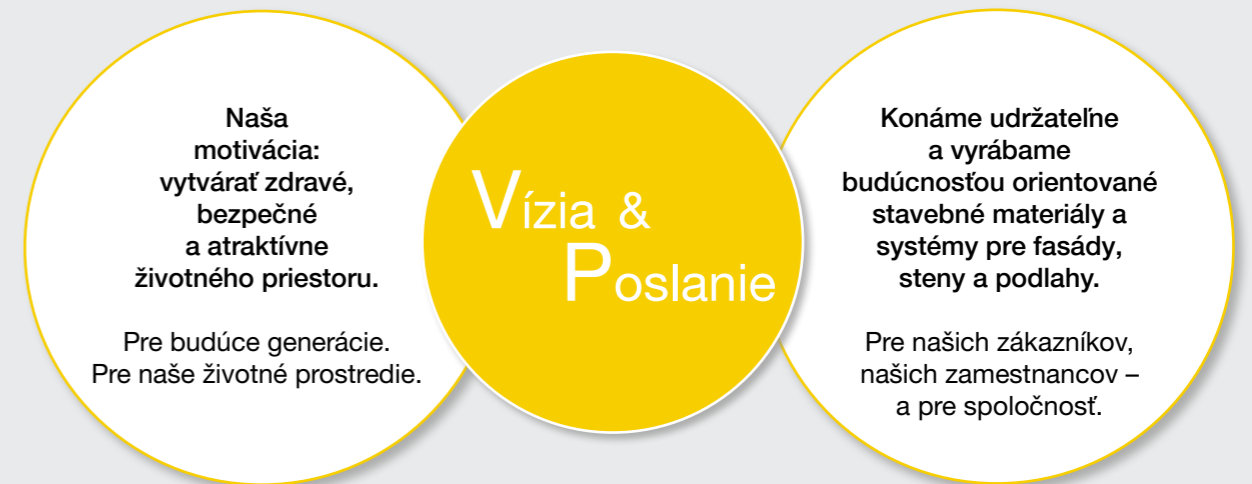 Naša
motivácia:
vytvárať zdravé,
bezpečné
a atraktívne
životného priestoru.
Pre budúce generácie.
Pre naše životné prostredie.
Vízia &
Poslanie
Konáme udržateľne
a vyrábame
budúcnosťou orientované
stavebné materiály a
systémy pre fasády,
steny a podlahy.
Pre našich zákazníkov,
našich zamestnancov –
a pre spoločnosť.